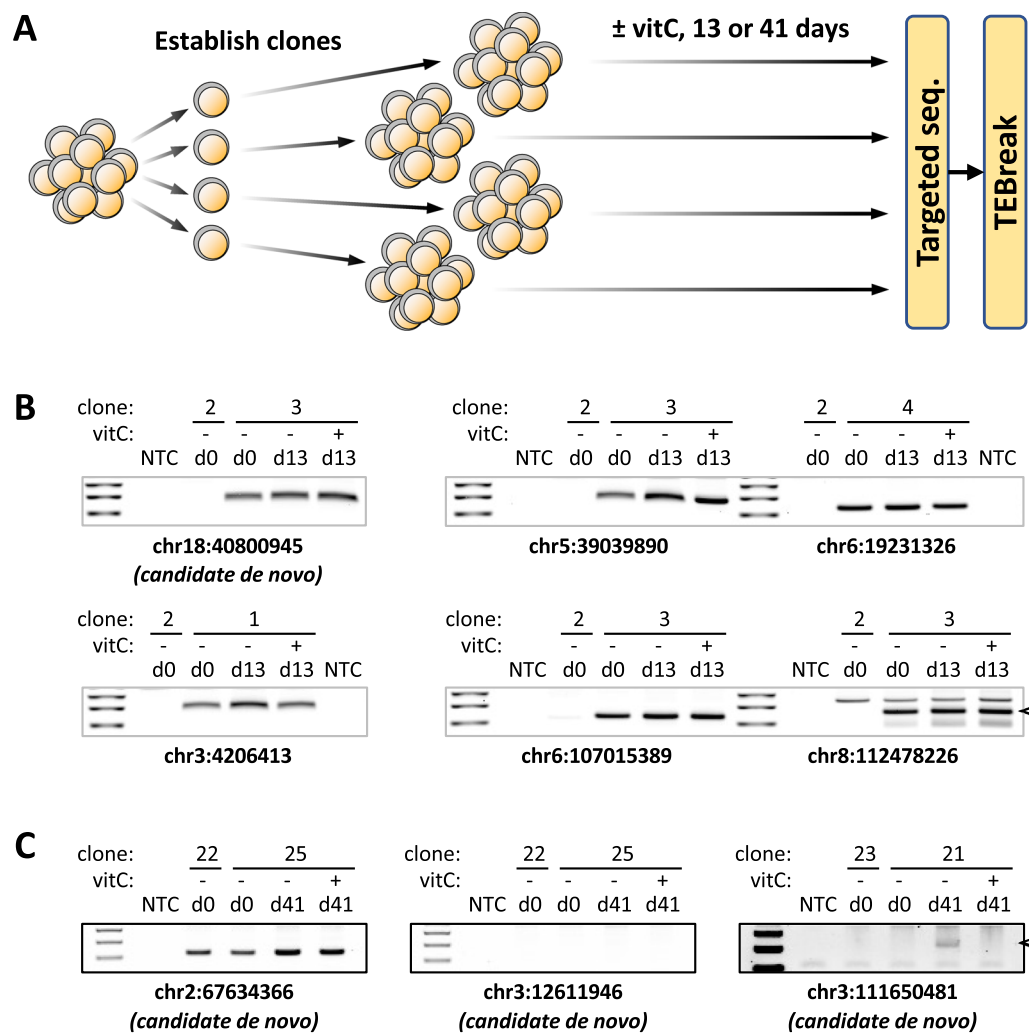 A
Establish clones
± vitC, 13 or 41 days
Targeted seq.
TEBreak
B
clone: 2 3
vitC: - - - +
NTC d0 d0 d13 d13
chr18:40800945
(candidate de novo)
clone: 2 3
vitC: - - - +
NTC d0 d0 d13 d13
chr5:39039890
2 4
- - - +
d0 d0 d13 d13 NTC
chr6:19231326
clone: 2 1
vitC: - - - +
d0 d0 d13 d13 NTC
chr3:4206413
clone: 2 3
vitC: - - - +
NTC d0 d0 d13 d13
chr6:107015389
2 3
- - - +
NTC d0 d0 d13 d13
chr8:112478226
C
clone: 22 25
vitC: - - - +
NTC d0 d0 d41 d41
chr2:67634366
(candidate de novo)
clone: 22 25
vitC: - - - +
NTC d0 d0 d41 d41
chr3:12611946
(candidate de novo)
clone: 23 21
vitC: - - - +
NTC d0 d0 d41 d41
chr3:111650481
(candidate de novo)